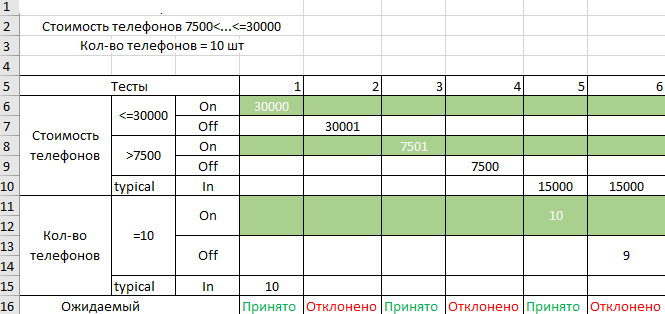 1
2 Стоимость телефонов 7500<...<=30000
3 Кол-во телефонов = 10 шт
4
5 Тесты 1 2 3 4 5 6
6 <=30000 On 30000
7 Off 30001
8 Стоимость телефонов >7500 On 7501
9 Off 7500
10 typical In 15000 15000
11
12 On 10
13 Кол-во телефонов =10 Off 9
14
15 typical In 10
16 Ожидаемый Принято Отклонено Принято Отклонено Принято Отклонено